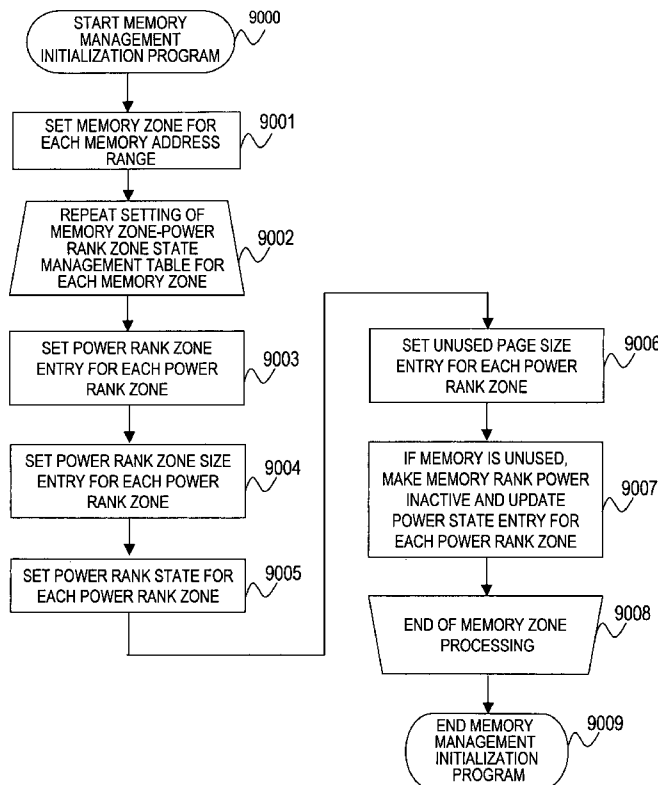 START MEMORY
MANAGEMENT
INITIALIZATION PROGRAM
9000
SET MEMORY ZONE FOR
EACH MEMORY ADDRESS
RANGE
9001
REPEAT SETTING OF
MEMORY ZONE-POWER
RANK ZONE STATE
MANAGEMENT TABLE FOR
EACH MEMORY ZONE
9002
SET POWER RANK ZONE
ENTRY FOR EACH POWER
RANK ZONE
9003
SET POWER RANK ZONE SIZE
ENTRY FOR EACH POWER
RANK ZONE
9004
SET POWER RANK STATE FOR
EACH POWER RANK ZONE
9005
SET UNUSED PAGE SIZE
ENTRY FOR EACH POWER
RANK ZONE
9006
IF MEMORY IS UNUSED,
MAKE MEMORY RANK POWER
INACTIVE AND UPDATE
POWER STATE ENTRY FOR
EACH POWER RANK ZONE
9007
END OF MEMORY ZONE
PROCESSING
9008
END MEMORY
MANAGEMENT
INITIALIZATION
PROGRAM
9009